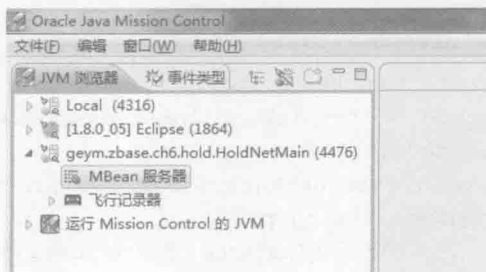 Oracle Java Mission Control
文件(F) 编辑 窗口(W) 帮助(H)
JVM 浏览器 事件类型
Local (4316)
[1.8.0_05] Eclipse (1864)
geym.zbase.ch6.hold.HoldNetMain (4476)
MBean 服务器
飞行记录器
运行 Mission Control 的 JVM